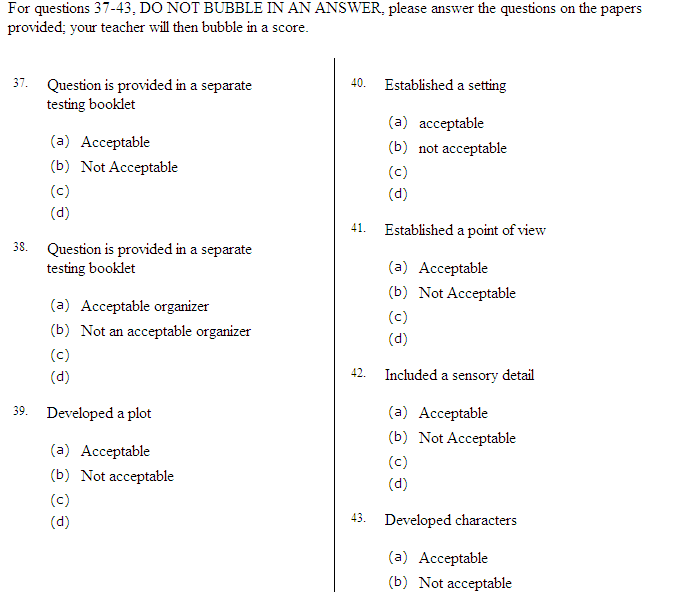 For questions 37-43, DO NOT BUBBLE IN AN ANSWER, please answer the questions on the papers
provided; your teacher will then bubble in a score.
37. Question is provided in a separate
testing booklet
(a) Acceptable
(b) Not Acceptable
(c)
(d)
38. Question is provided in a separate
testing booklet
(a) Acceptable organizer
(b) Not an acceptable organizer
(c)
(d)
39. Developed a plot
(a) Acceptable
(b) Not acceptable
(c)
(d)
40. Established a setting
(a) acceptable
(b) not acceptable
(c)
(d)
41. Established a point of view
(a) Acceptable
(b) Not Acceptable
(c)
(d)
42. Included a sensory detail
(a) Acceptable
(b) Not Acceptable
(c)
(d)
43. Developed characters
(a) Acceptable
(b) Not acceptable